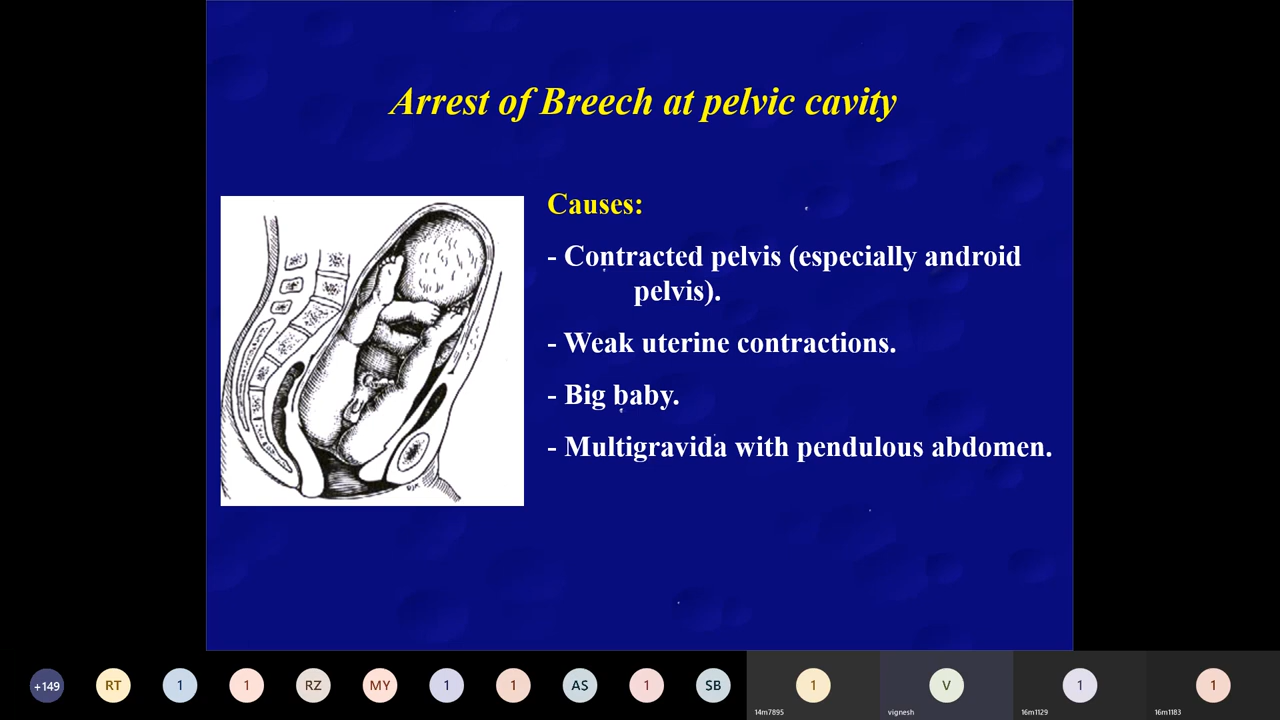 Arrest of Breech at pelvic cavity
Causes:
- Contracted pelvis (especially android
pelvis).
- Weak uterine contractions.
- Big baby.
- Multigravida with pendulous abdomen.
+149
RT
1
1
RZ
MY
1
1
AS
1
SB
1
V
1
1
14m7895
vignesh
16m1129
16m1183